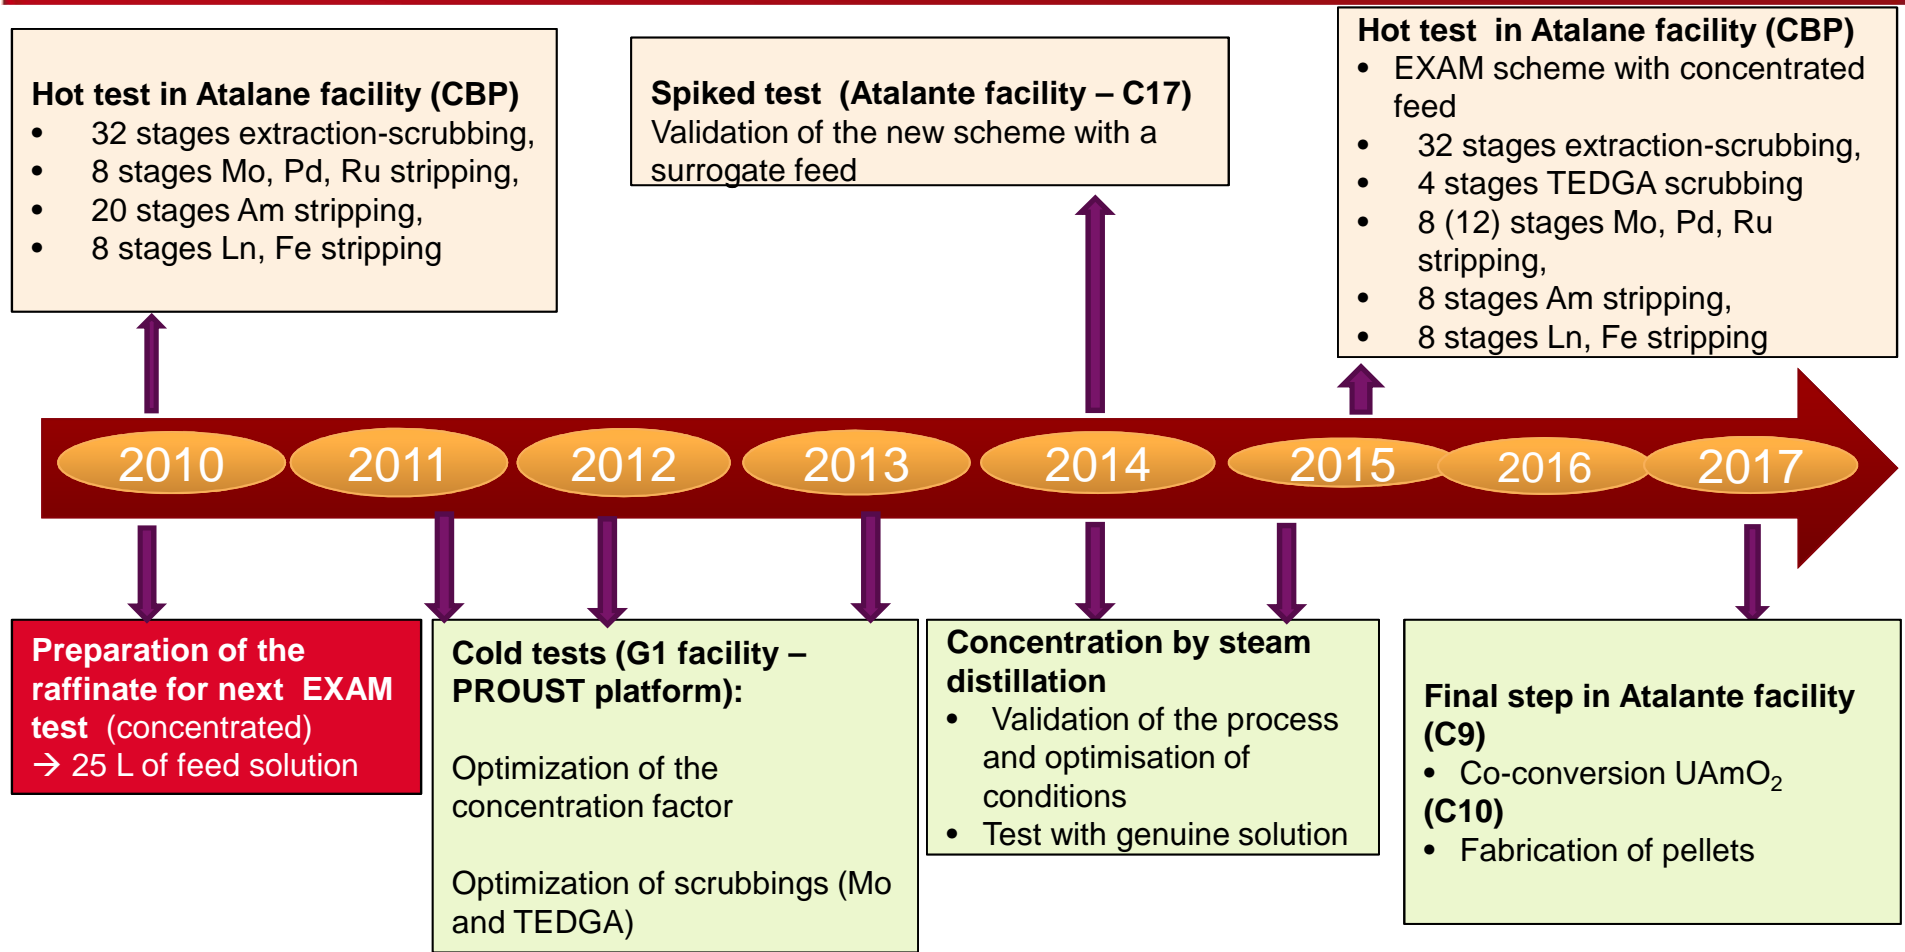 Hot test in Atalane facility (CBP)
• 32 stages extraction-scrubbing,
• 8 stages Mo, Pd, Ru stripping,
• 20 stages Am stripping,
• 8 stages Ln, Fe stripping
Spiked test (Atalante facility – C17)
Validation of the new scheme with a
surrogate feed
Hot test in Atalane facility (CBP)
• EXAM scheme with concentrated
feed
• 32 stages extraction-scrubbing,
• 4 stages TEDGA scrubbing
• 8 (12) stages Mo, Pd, Ru
stripping,
• 8 stages Am stripping,
• 8 stages Ln, Fe stripping
2010 2011 2012 2013 2014 2015 2016 2017
Preparation of the
raffinate for next EXAM
test (concentrated)
→ 25 L of feed solution
Cold tests (G1 facility –
PROUST platform):
Optimization of the
concentration factor
Optimization of scrubbings (Mo
and TEDGA)
Concentration by steam
distillation
• Validation of the process
and optimisation of
conditions
• Test with genuine solution
Final step in Atalante facility
(C9)
• Co-conversion UAmO₂
(C10)
• Fabrication of pellets